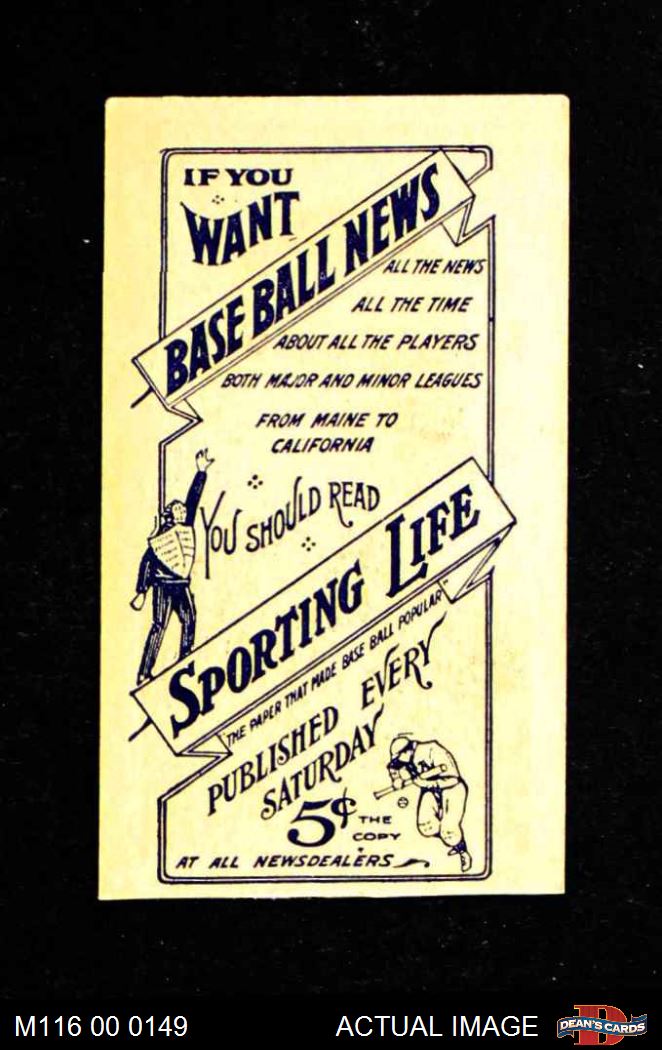 IF YOU
WANT
BASE BALL NEWS
ALL THE NEWS
ALL THE TIME
ABOUT ALL THE PLAYERS
BOTH MAJOR AND MINOR LEAGUES
FROM MAINE TO
CALIFORNIA
YOU SHOULD READ
SPORTING LIFE
THE PAPER THAT MADE BASE BALL POPULAR
PUBLISHED EVERY
SATURDAY
5¢ THE
COPY
AT ALL NEWSDEALERS
M116 00 0149
ACTUAL IMAGE
DEAN'S CARDS